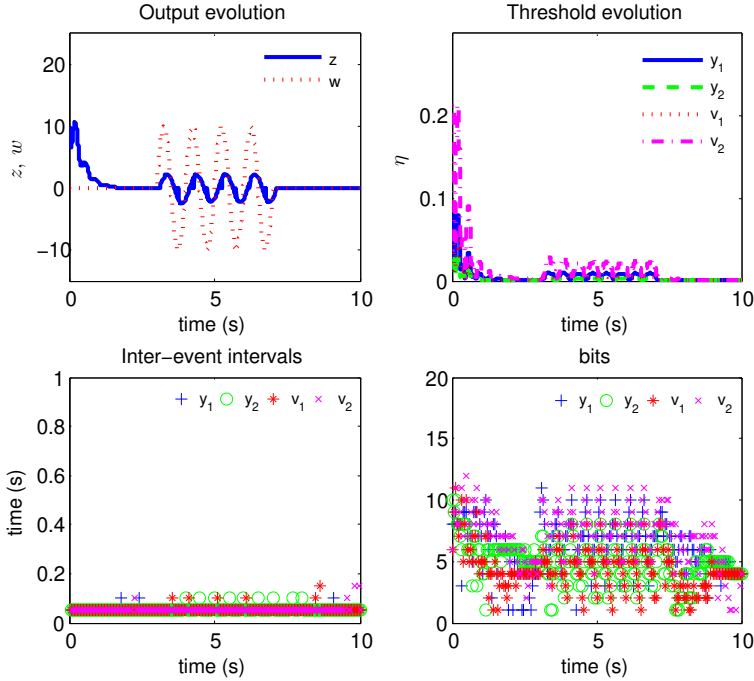 Output evolution
20
10
0
−10
z, w
z
w
0
5
10
time (s)
Threshold evolution
0.2
0.1
0
η
y1
y2
v1
v2
0
5
10
time (s)
Inter−event intervals
1
0.8
0.6
0.4
0.2
0
time (s)
y1 y2 v1 v2
0
5
10
time (s)
bits
20
15
10
5
0
y1 y2 v1 v2
0
5
10
time (s)